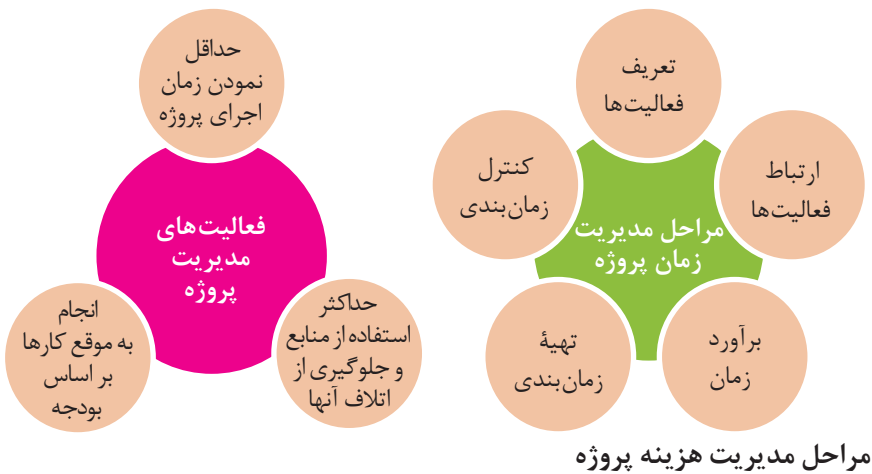 تعریف
فعالیت‌ها
ارتباط
فعالیت‌ها
برآورد
زمان
تهیۀ
زمان‌بندی
کنترل
زمان‌بندی
مراحل مدیریت
زمان پروژه
حداقل
نمودن زمان
اجرای پروژه
حداکثر
استفاده از منابع
و جلوگیری از
اتلاف آنها
انجام
به موقع کارها
بر اساس
بودجه
فعالیت‌های
مدیریت
پروژه
مراحل مدیریت هزینه پروژه